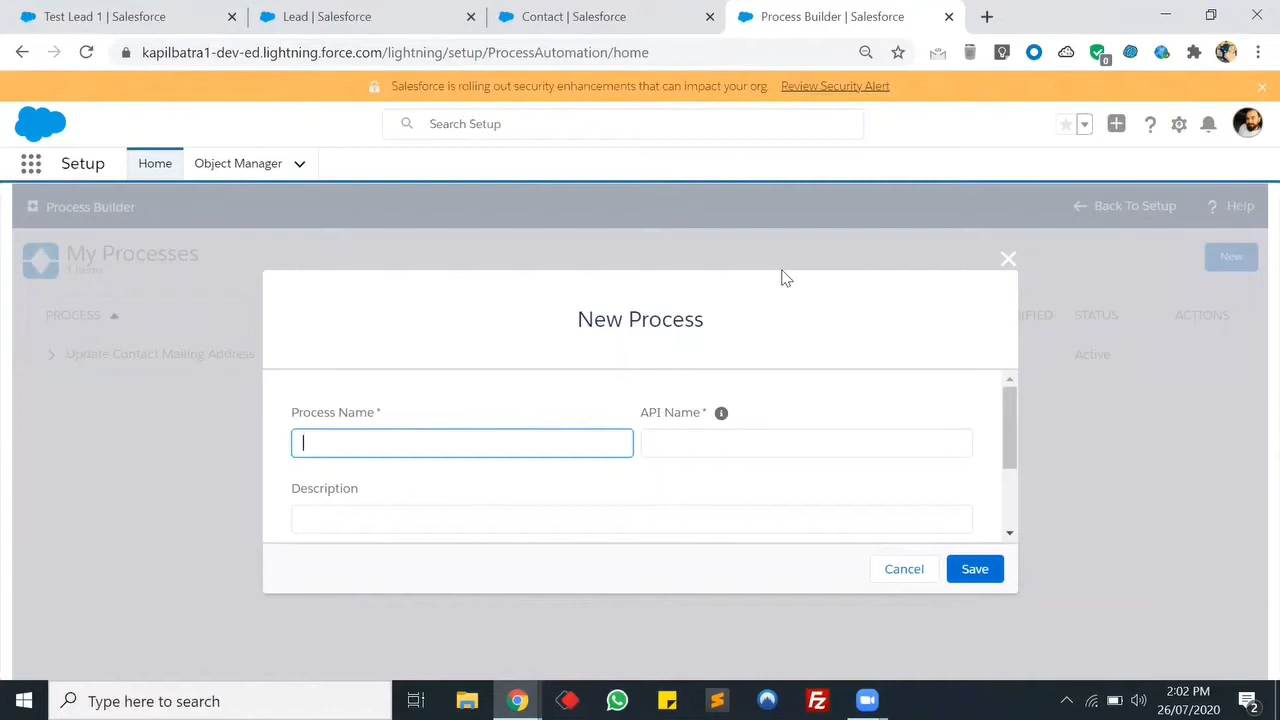 Test Lead 1 | Salesforce
Lead | Salesforce
Contact | Salesforce
Process Builder | Salesforce
kapilbatra1-dev-ed.lightning.force.com/lightning/setup/ProcessAutomation/home
0
Salesforce is rolling out security enhancements that can impact your org. Review Security Alert
Search Setup
Setup
Home
Object Manager
Process Builder
Back To Setup
? Help
My Processes
1 Items
New
PROCESS
STATUS
ACTIONS
Update Contact Mailing Address
Active
New Process
Process Name*
API Name*
Description
Cancel
Save
Type here to search
2:02 PM
26/07/2020
2